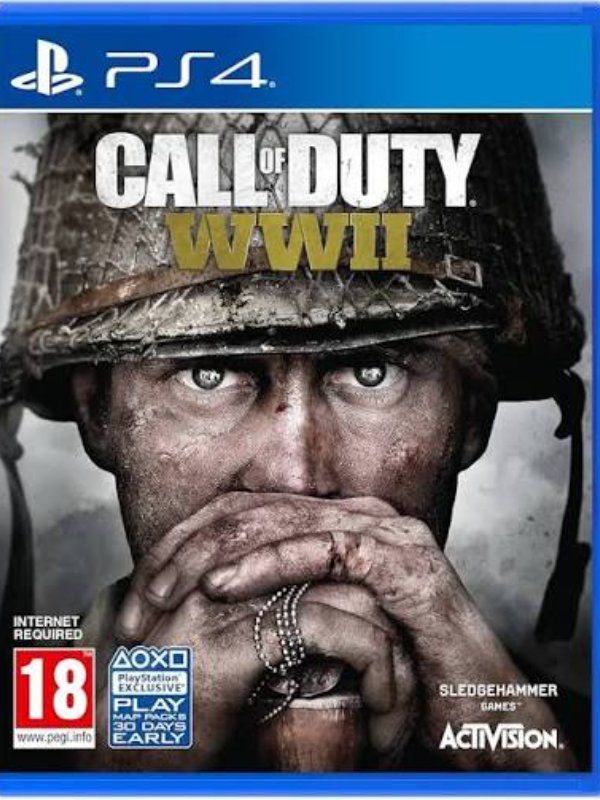 PS4
CALL OF DUTY
WWII
INTERNET
REQUIRED
18
www.pegi.info
PlayStation
EXCLUSIVE
PLAY
MAP PACKS
30 DAYS
EARLY
SLEDGEHAMMER
GAMES™
ACTIVISION®